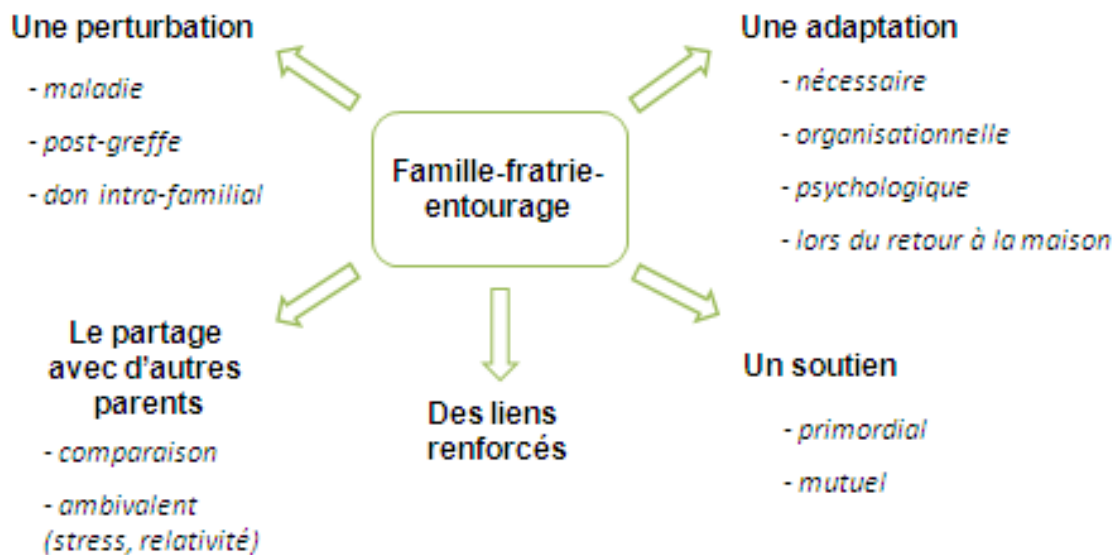 Une perturbation
- maladie
- post-greffe
- don intra-familial
Une adaptation
- nécessaire
- organisationnelle
- psychologique
- lors du retour à la maison
Famille-fratrie-
entourage
Le partage
avec d'autres
parents
- comparaison
- ambivalent
(stress, relativité)
Des liens
renforcés
Un soutien
- primordial
- mutuel